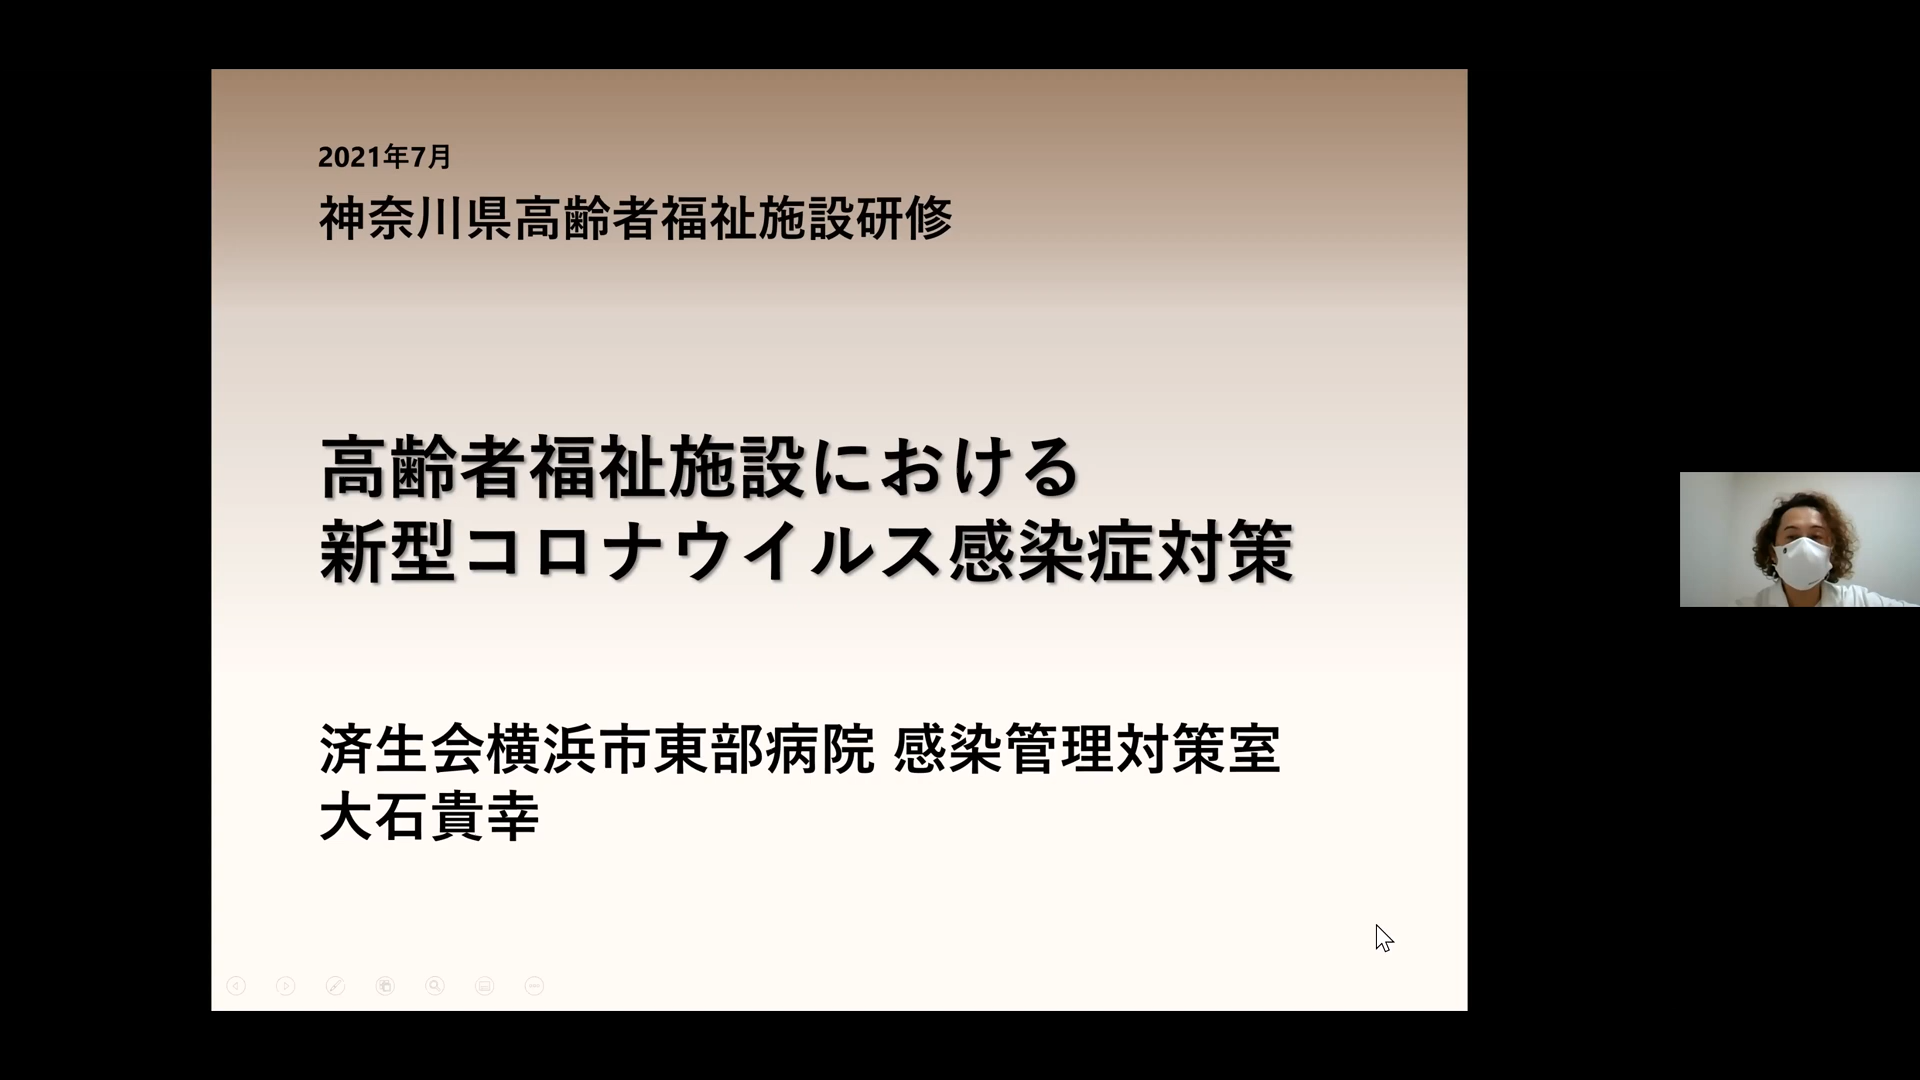 2021年7月
神奈川県高齢者福祉施設研修
高齢者福祉施設における
新型コロナウイルス感染症対策
済生会横浜市東部病院 感染管理対策室
大石貴幸